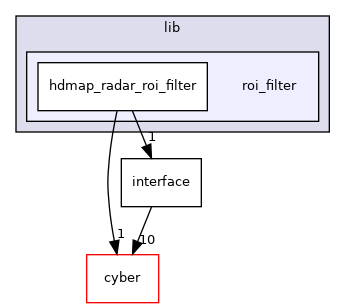 lib
hdmap_radar_roi_filter
roi_filter
1
interface
1
10
cyber